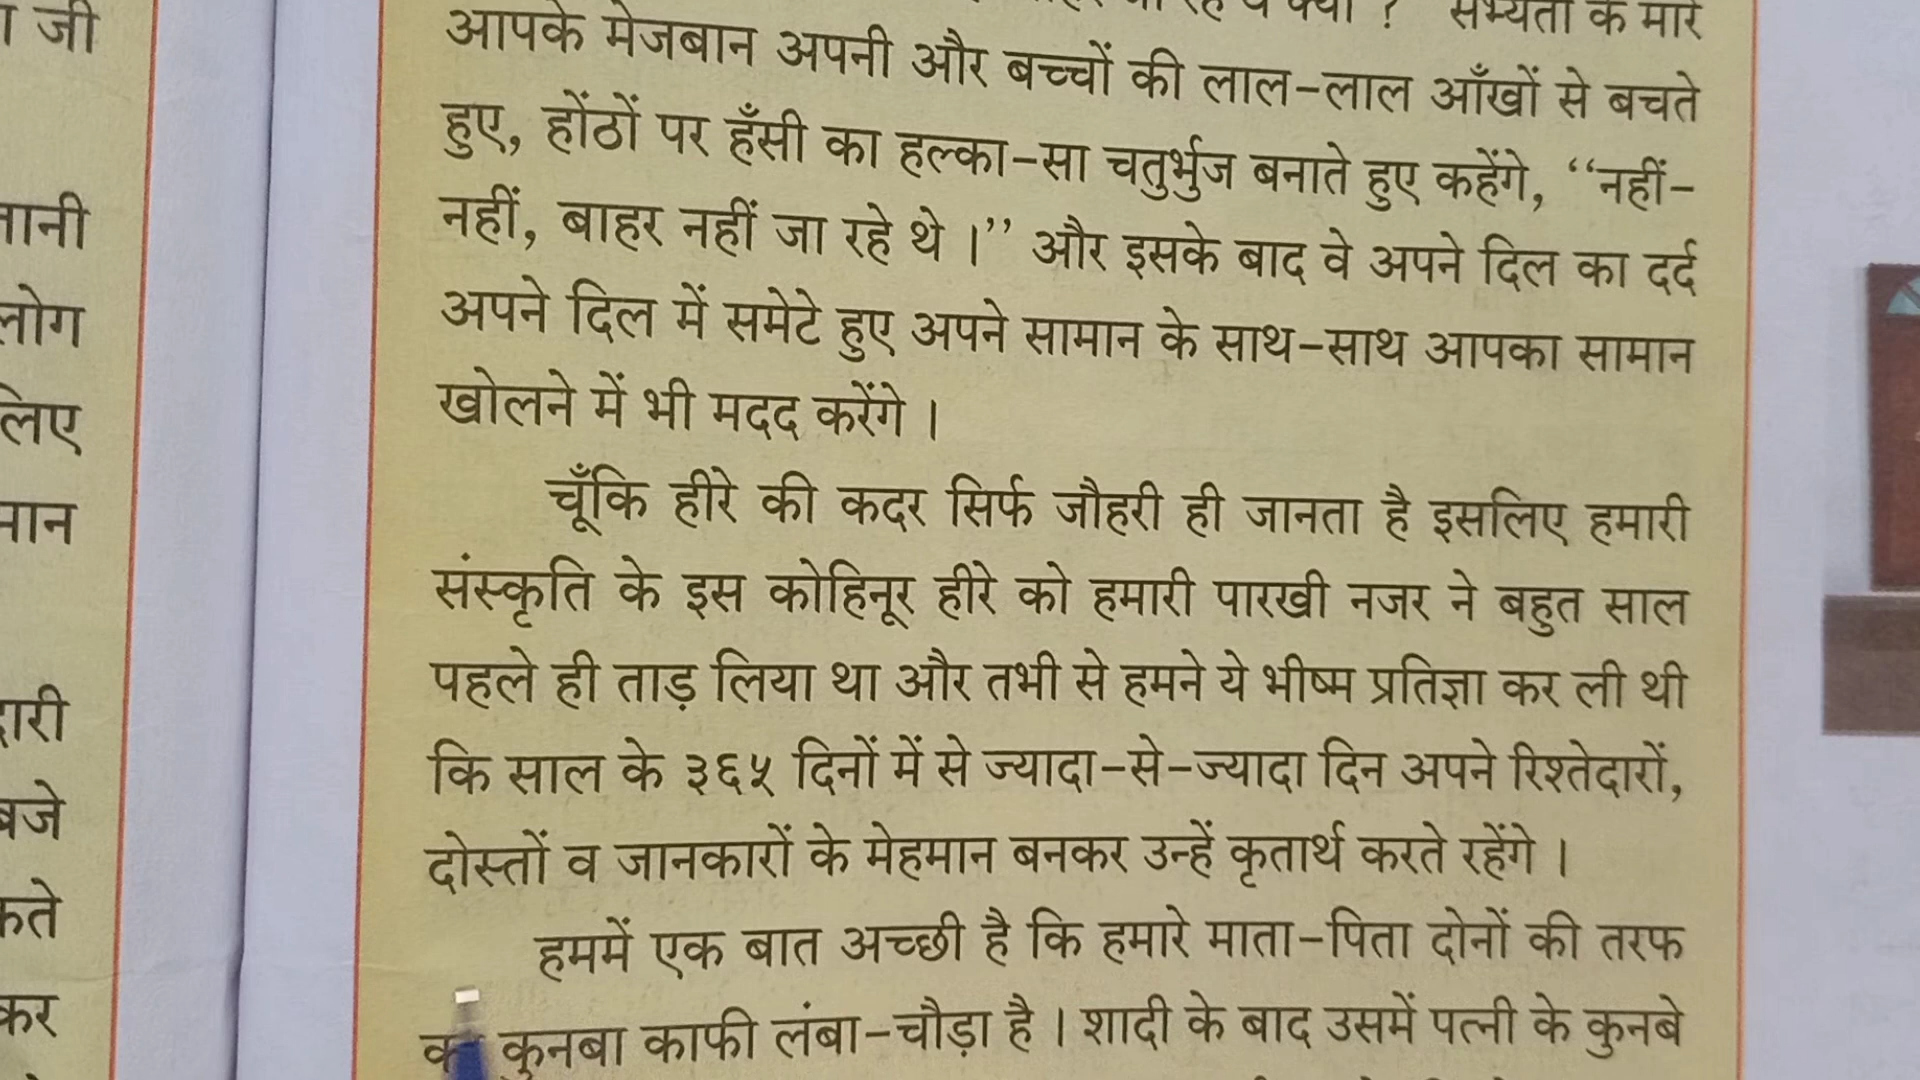 जी
आपके मेजबान अपनी और बच्चों की लाल-लाल आँखों से बचते
हुए, होंठों पर हँसी का हल्का-सा चतुर्भुज बनाते हुए कहेंगे, ‘‘नहीं-
नहीं, बाहर नहीं जा रहे थे ।’’ और इसके बाद वे अपने दिल का दर्द
अपने दिल में समेटे हुए अपने सामान के साथ-साथ आपका सामान
खोलने में भी मदद करेंगे ।
चूँकि हीरे की कदर सिर्फ जौहरी ही जानता है इसलिए हमारी
संस्कृति के इस कोहिनूर हीरे को हमारी पारखी नजर ने बहुत साल
पहले ही ताड़ लिया था और तभी से हमने ये भीष्म प्रतिज्ञा कर ली थी
कि साल के ३६५ दिनों में से ज्यादा-से-ज्यादा दिन अपने रिश्तेदारों,
दोस्तों व जानकारों के मेहमान बनकर उन्हें कृतार्थ करते रहेंगे ।
हममें एक बात अच्छी है कि हमारे माता-पिता दोनों की तरफ
कुनबा काफी लंबा-चौड़ा है । शादी के बाद उसमें पत्नी के कुनबे